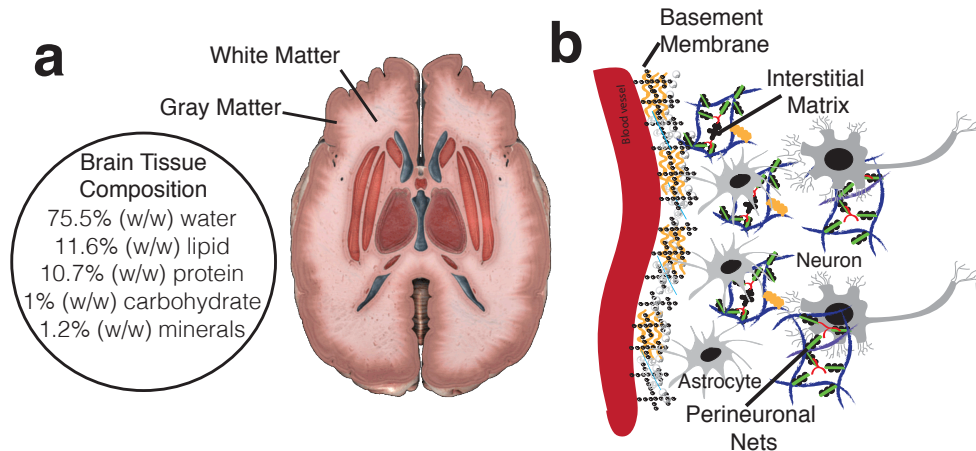 a
White Matter
Gray Matter
Brain Tissue
Composition
75.5% (w/w) water
11.6% (w/w) lipid
10.7% (w/w) protein
1% (w/w) carbohydrate
1.2% (w/w) minerals
b
Basement
Membrane
Interstitial
Matrix
Blood vessel
Neuron
Astrocyte
Perineuronal
Nets